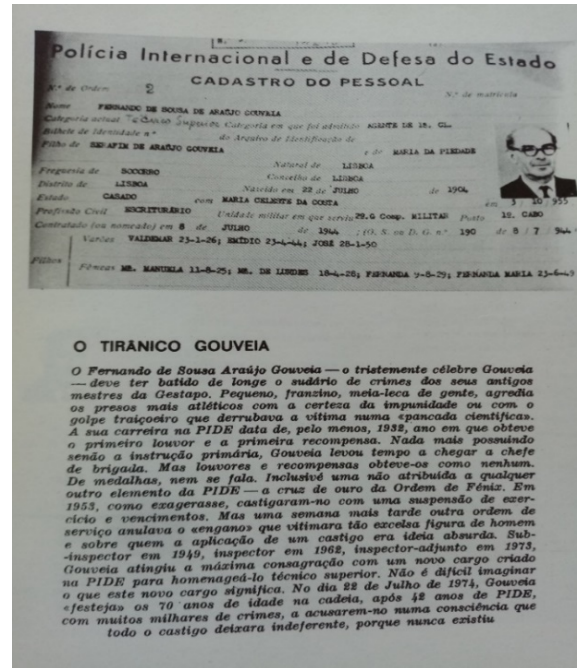 Polícia Internacional e de Defesa do Estado
CADASTRO DO PESSOAL
N.º de Ordem 2 N.º de matrícula
Nome FERNANDO DE SOUSA DE ARAÚJO GOUVEIA
Categoria actual Técnico Superior Categoria em que foi admitido AGENTE DE 1ª. CL.
Bilhete de Identidade n.º do Arquivo de Identificação de
Filho de SERAFIM DE ARAÚJO GOUVEIA e de MARIA DA PIEDADE
Freguesia de SOCORRO Natural de LISBOA
Distrito de LISBOA Concelho de LISBOA
Estado CASADO Nascido em 22 de JULHO de 1904
com MARIA CELESTE DA COSTA em 3/10/955
Profissão Civil ESCRITURÁRIO Unidade militar em que serviu 2ª.G Comp. MILITAR Posto 1º. CABO
Contratado (ou nomeado) em 8 de JULHO de 1944 ; (O. S. ou D. G. n.º 190 de 8 / 7 / 944
Filhos Varões VALDEMAR 23-1-26; EMÍDIO 23-4-44; JOSÉ 28-1-50
Fêmeas Mª. MANUELA 11-8-25; Mª. DE LURDES 18-4-28; FERNANDA 9-8-29; FERNANDA MARIA 23-6-49
O TIRÂNICO GOUVEIA
O Fernando de Sousa Araújo Gouveia — o tristemente célebre Gouveia
— deve ter batido de longe o sudário de crimes dos seus antigos
mestres da Gestapo. Pequeno, franzino, meia-leca de gente, agredia
os presos mais atléticos com a certeza da impunidade ou com o
golpe traiçoeiro que derrubava a vítima numa «pancada científica».
A sua carreira na PIDE data de, pelo menos, 1932, ano em que obteve
o primeiro louvor e a primeira recompensa. Nada mais possuindo
senão a instrução primária, Gouveia levou tempo a chegar a chefe
de brigada. Mas louvores e recompensas obteve-os como nenhum.
De medalhas, nem se fala. Inclusivé uma não atribuída a qualquer
outro elemento da PIDE — a cruz de ouro da Ordem de Fénix. Em
1953, como exagerasse, castigaram-no com uma suspensão de exer-
cício e vencimentos. Mas uma semana mais tarde outra ordem de
serviço anulava o «engano» que vitimara tão excelsa figura de homem
e sobre quem a aplicação de um castigo era ideia absurda. Sub-
-inspector em 1949, inspector em 1962, inspector-adjunto em 1973,
Gouveia atingiu a máxima consagração com um novo cargo criado
na PIDE para homenageá-lo técnico superior. Não é difícil imaginar
o que este novo cargo significa. No dia 22 de Julho de 1974, Gouveia
«festeja» os 70 anos de idade na cadeia, após 42 anos de PIDE,
com muitos milhares de crimes, a acusarem-no numa consciência que
todo o castigo deixara indeferente, porque nunca existiu